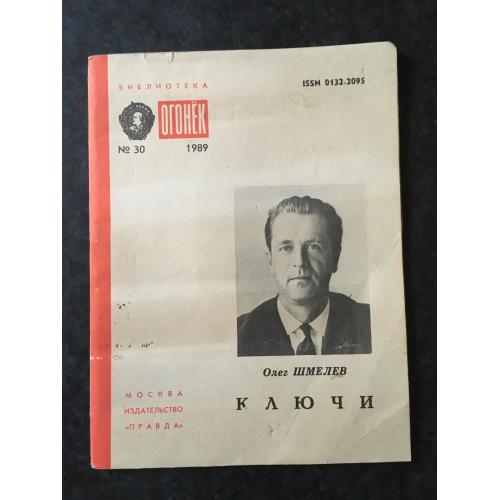 БИБЛИОТЕКА
ISSN 0132-2095
ОГОНЁК
№ 30 1989
Олег ШМЕЛЕВ
КЛЮЧИ
МОСКВА
ИЗДАТЕЛЬСТВО
«ПРАВДА»